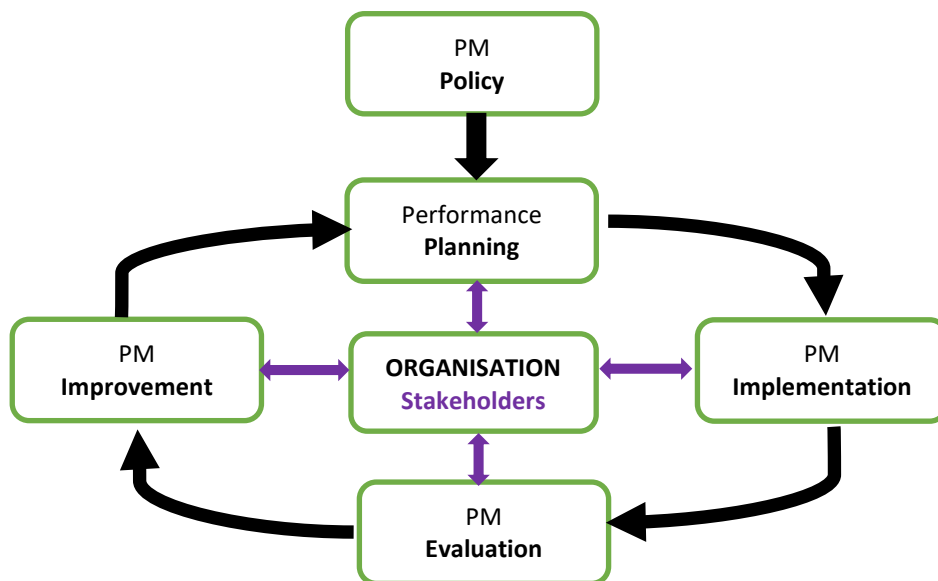 PM
Policy
Performance
Planning
PM
Improvement
ORGANISATION
Stakeholders
PM
Implementation
PM
Evaluation